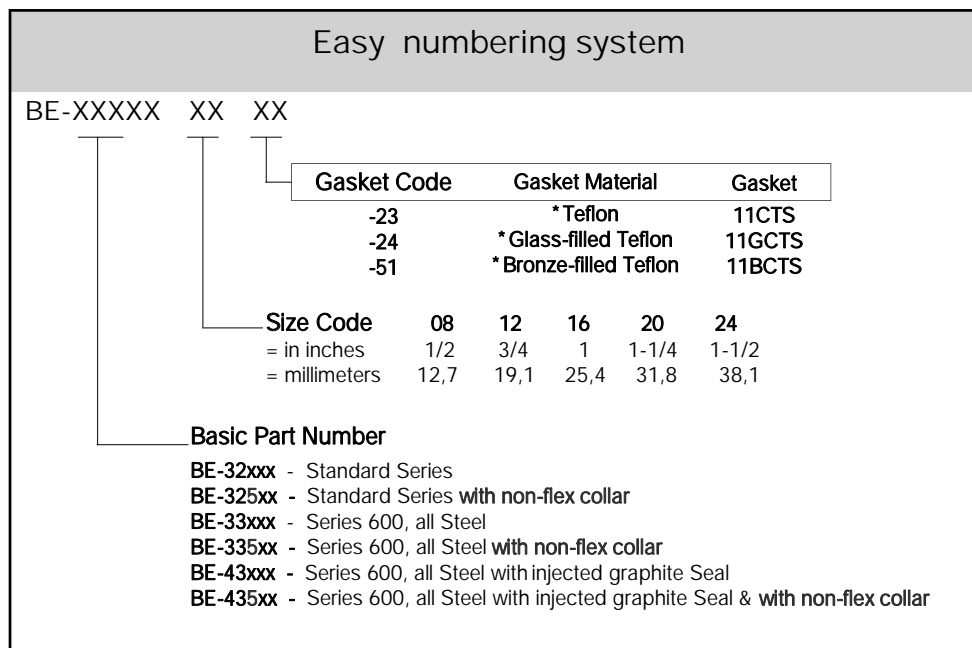 Easy numbering system
BE-XXXXX XX XX
Gasket Code Gasket Material Gasket
-23 *Teflon 11CTS
-24 *Glass-filled Teflon 11GCTS
-51 *Bronze-filled Teflon 11BCTS
Size Code 08 12 16 20 24
= in inches 1/2 3/4 1 1-1/4 1-1/2
= millimeters 12,7 19,1 25,4 31,8 38,1
Basic Part Number
BE-32xxx - Standard Series
BE-325xx - Standard Series with non-flex collar
BE-33xxx - Series 600, all Steel
BE-335xx - Series 600, all Steel with non-flex collar
BE-43xxx - Series 600, all Steel with injected graphite Seal
BE-435xx - Series 600, all Steel with injected graphite Seal & with non-flex collar